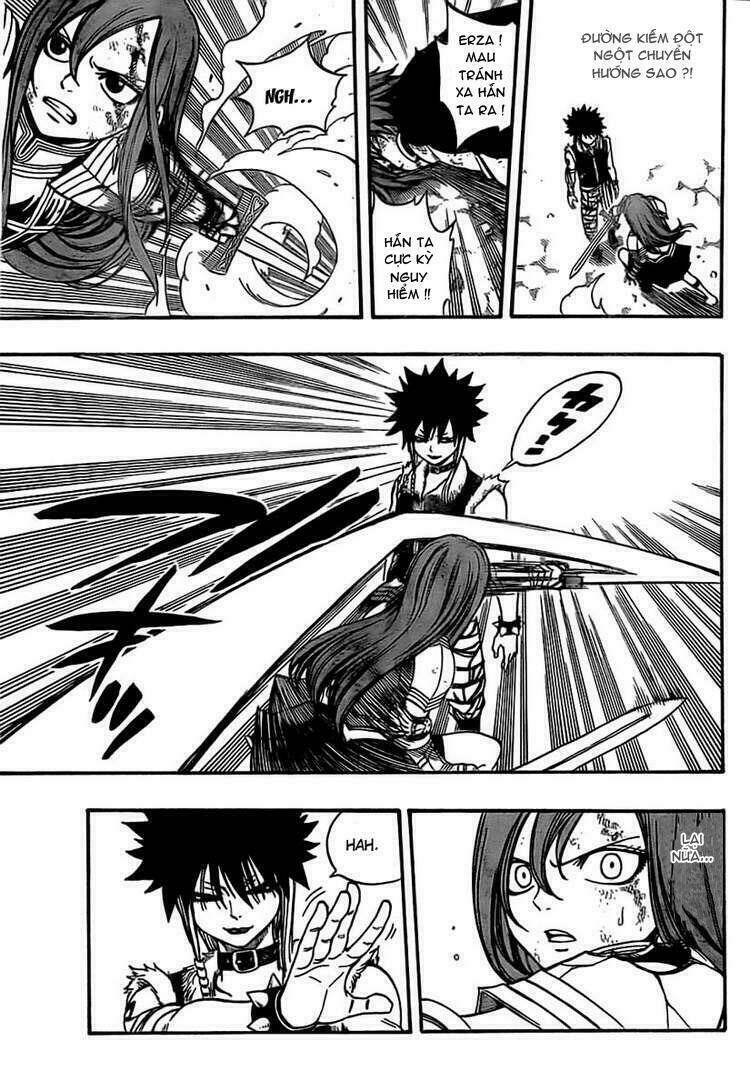 NGH...
ERZA !
MAU
TRÁNH
XA HẮN
TA RA !
HẮN TA
CỰC KỲ
NGUY
HIỂM !!
ĐƯỜNG KIẾM ĐỘT
NGỘT CHUYỂN
HƯỚNG SAO ?!
HAH.
LẠI
NỮA...